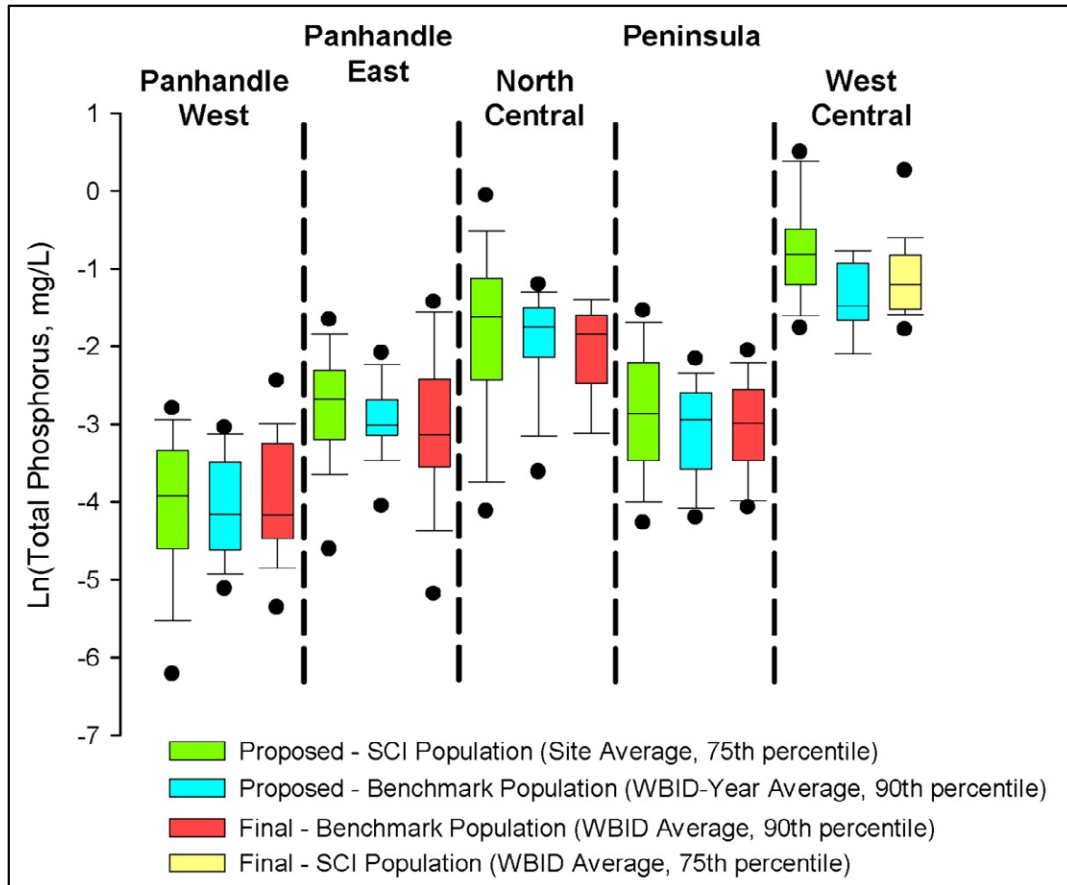 Panhandle
West
Panhandle
East
North
Central
Peninsula
West
Central
Ln(Total Phosphorus, mg/L)
1
0
-1
-2
-3
-4
-5
-6
-7
Proposed - SCI Population (Site Average, 75th percentile)
Proposed - Benchmark Population (WBID-Year Average, 90th percentile)
Final - Benchmark Population (WBID Average, 90th percentile)
Final - SCI Population (WBID Average, 75th percentile)